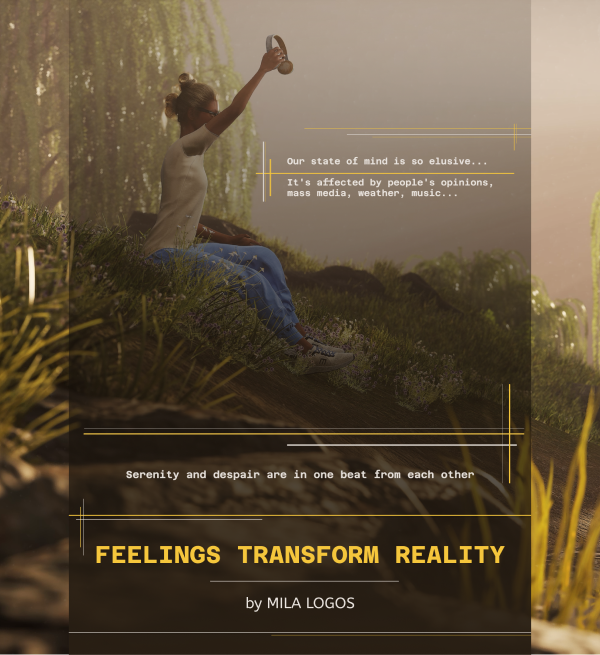 Our state of mind is so elusive...
It's affected by people's opinions,
mass media, weather, music...
Serenity and despair are in one beat from each other
FEELINGS TRANSFORM REALITY
by MILA LOGOS